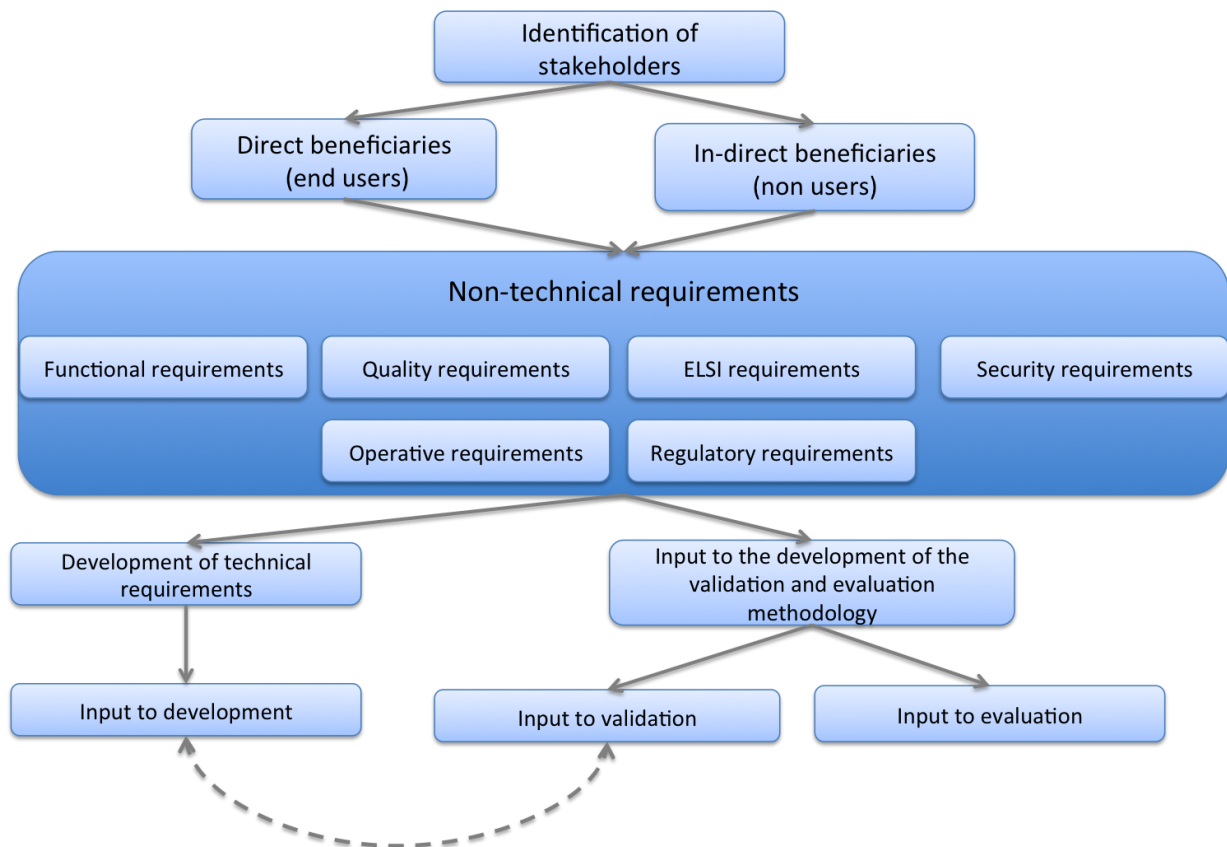 Identification of
stakeholders
Direct beneficiaries
(end users)
In-direct beneficiaries
(non users)
Non-technical requirements
Functional requirements
Quality requirements
ELSI requirements
Security requirements
Operative requirements
Regulatory requirements
Development of technical
requirements
Input to the development of the
validation and evaluation
methodology
Input to development
Input to validation
Input to evaluation